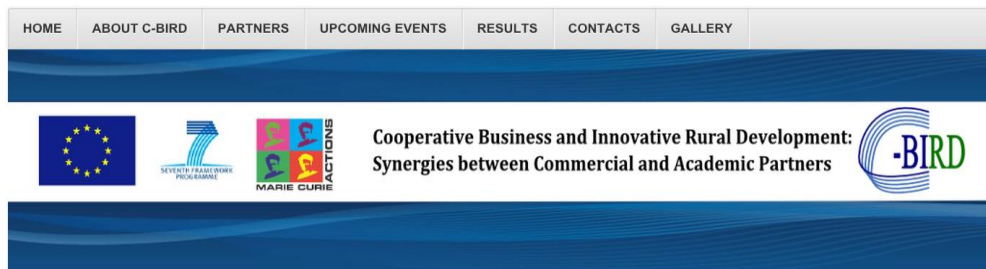 HOME ABOUT C-BIRD PARTNERS UPCOMING EVENTS RESULTS CONTACTS GALLERY
Cooperative Business and Innovative Rural Development:
Synergies between Commercial and Academic Partners
C-BIRD
7
SEVENTH FRAMEWORK
PROGRAMME
MARIE CURIE
ACTIONS